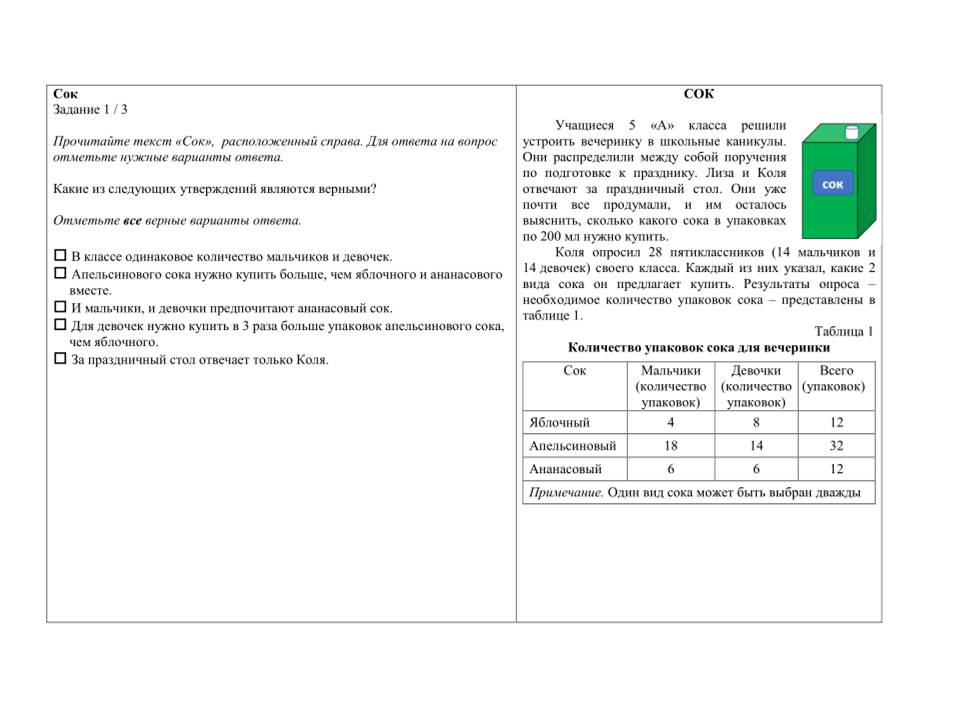 Сок
Задание 1 / 3
Прочитайте текст «Сок», расположенный справа. Для ответа на вопрос
отметьте нужные варианты ответа.
Какие из следующих утверждений являются верными?
Отметьте все верные варианты ответа.
В классе одинаковое количество мальчиков и девочек.
Апельсинового сока нужно купить больше, чем яблочного и ананасового
вместе.
И мальчики, и девочки предпочитают ананасовый сок.
Для девочек нужно купить в 3 раза больше упаковок апельсинового сока,
чем яблочного.
За праздничный стол отвечает только Коля.
СОК
Учащиеся 5 «А» класса решили
устроить вечеринку в школьные каникулы.
Они распределили между собой поручения
по подготовке к празднику. Лиза и Коля
отвечают за праздничный стол. Они уже
почти все продумали, и им осталось
выяснить, сколько какого сока в упаковках
по 200 мл нужно купить.
сок
Коля опросил 28 пятиклассников (14 мальчиков и
14 девочек) своего класса. Каждый из них указал, какие 2
вида сока он предлагает купить. Результаты опроса –
необходимое количество упаковок сока – представлены в
таблице 1.
Таблица 1
Количество упаковок сока для вечеринки
Сок Мальчики Девочки Всего
(количество (количество (упаковок)
упаковок) упаковок)
Яблочный 4 8 12
Апельсиновый 18 14 32
Ананасовый 6 6 12
Примечание. Один вид сока может быть выбран дважды